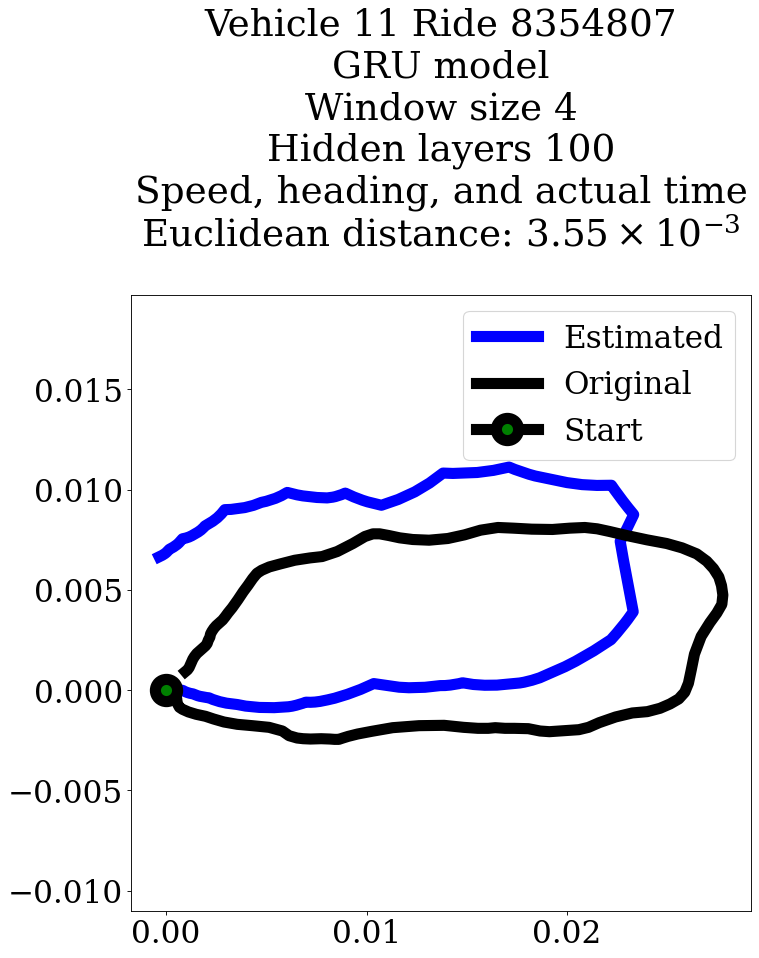 Vehicle 11 Ride 8354807
GRU model
Window size 4
Hidden layers 100
Speed, heading, and actual time
Euclidean distance: 3.55 × 10⁻³
Estimated
Original
Start
0.015
0.010
0.005
0.000
−0.005
−0.010
0.00 0.01 0.02